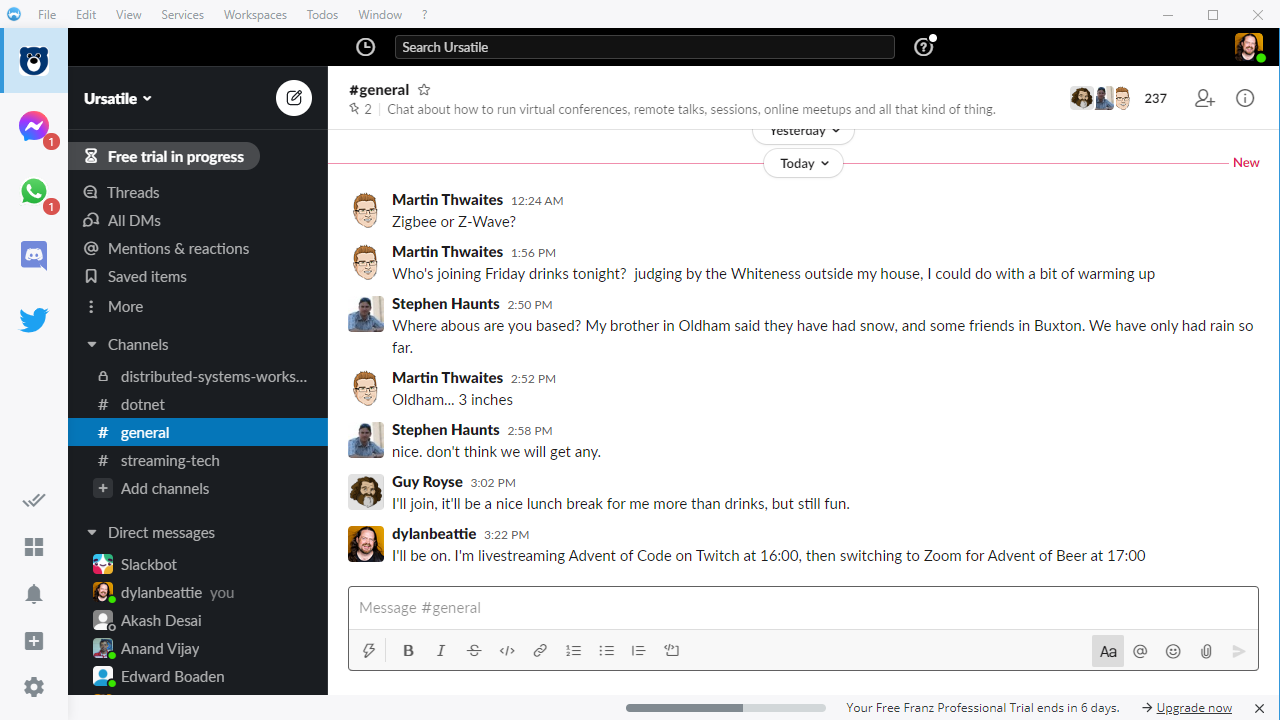 File Edit View Services Workspaces Todos Window ?
Search Ursatile
Ursatile
#general
2 Chat about how to run virtual conferences, remote talks, sessions, online meetups and all that kind of thing.
237
1
1
Free trial in progress
Threads
All DMs
Mentions & reactions
Saved items
More
Channels
distributed-systems-works...
# dotnet
# general
# streaming-tech
+ Add channels
Direct messages
Slackbot
dylanbeattie you
Akash Desai
Anand Vijay
Edward Boaden
Yesterday
Today
New
Martin Thwaites 12:24 AM
Zigbee or Z-Wave?
Martin Thwaites 1:56 PM
Who's joining Friday drinks tonight?  judging by the Whiteness outside my house, I could do with a bit of warming up
Stephen Haunts 2:50 PM
Where abous are you based? My brother in Oldham said they have had snow, and some friends in Buxton. We have only had rain so
far.
Martin Thwaites 2:52 PM
Oldham... 3 inches
Stephen Haunts 2:58 PM
nice. don't think we will get any.
Guy Royse 3:02 PM
I'll join, it'll be a nice lunch break for me more than drinks, but still fun.
dylanbeattie 3:22 PM
I'll be on. I'm livestreaming Advent of Code on Twitch at 16:00, then switching to Zoom for Advent of Beer at 17:00
Message #general
B I S </> Aa @
Your Free Franz Professional Trial ends in 6 days. → Upgrade now